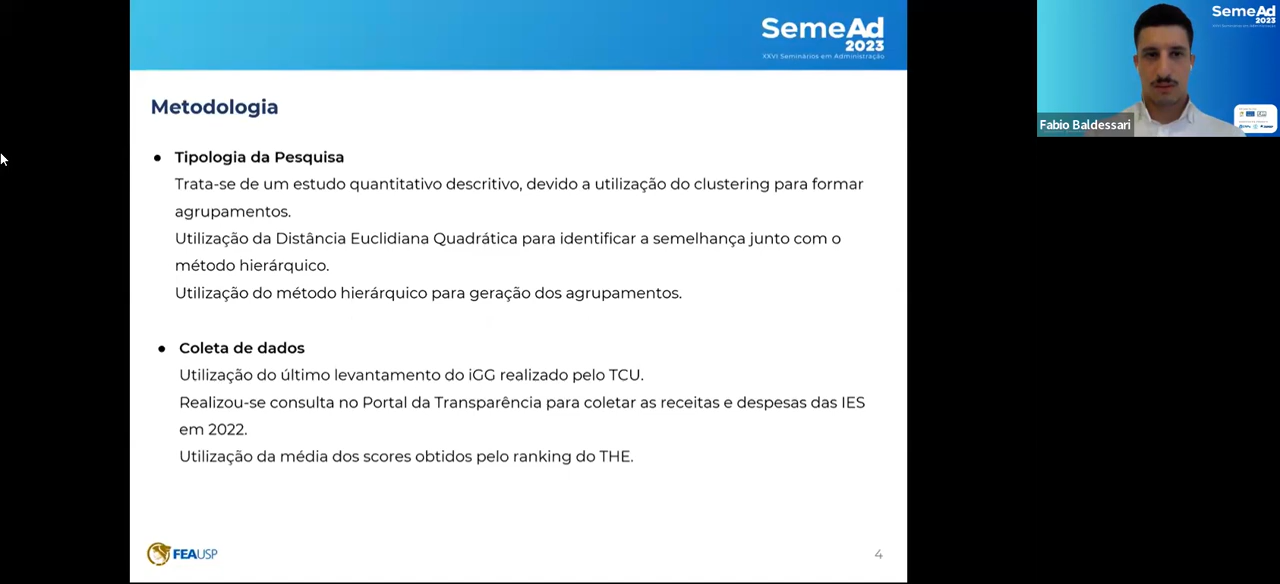 SemeAd
2023
XXVI Seminários em Administração
Metodologia
Tipologia da Pesquisa
Trata-se de um estudo quantitativo descritivo, devido a utilização do clustering para formar
agrupamentos.
Utilização da Distância Euclidiana Quadrática para identificar a semelhança junto com o
método hierárquico.
Utilização do método hierárquico para geração dos agrupamentos.
Coleta de dados
Utilização do último levantamento do iGG realizado pelo TCU.
Realizou-se consulta no Portal da Transparência para coletar as receitas e despesas das IES
em 2022.
Utilização da média dos scores obtidos pelo ranking do THE.
FEAUSP
4
SemeAd
2023
Fabio Baldessari